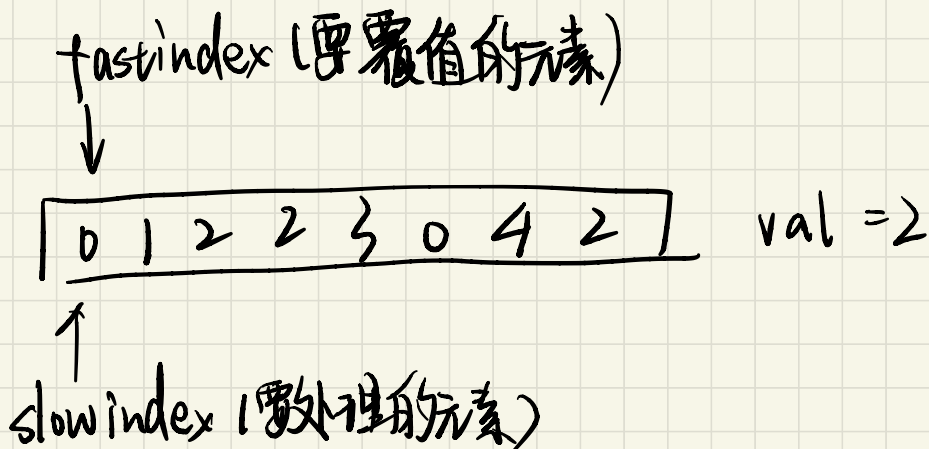 fastindex (要覆值的元素)
0 1 2 2 3 0 4 2 val =2
slowindex (要处理的元素)